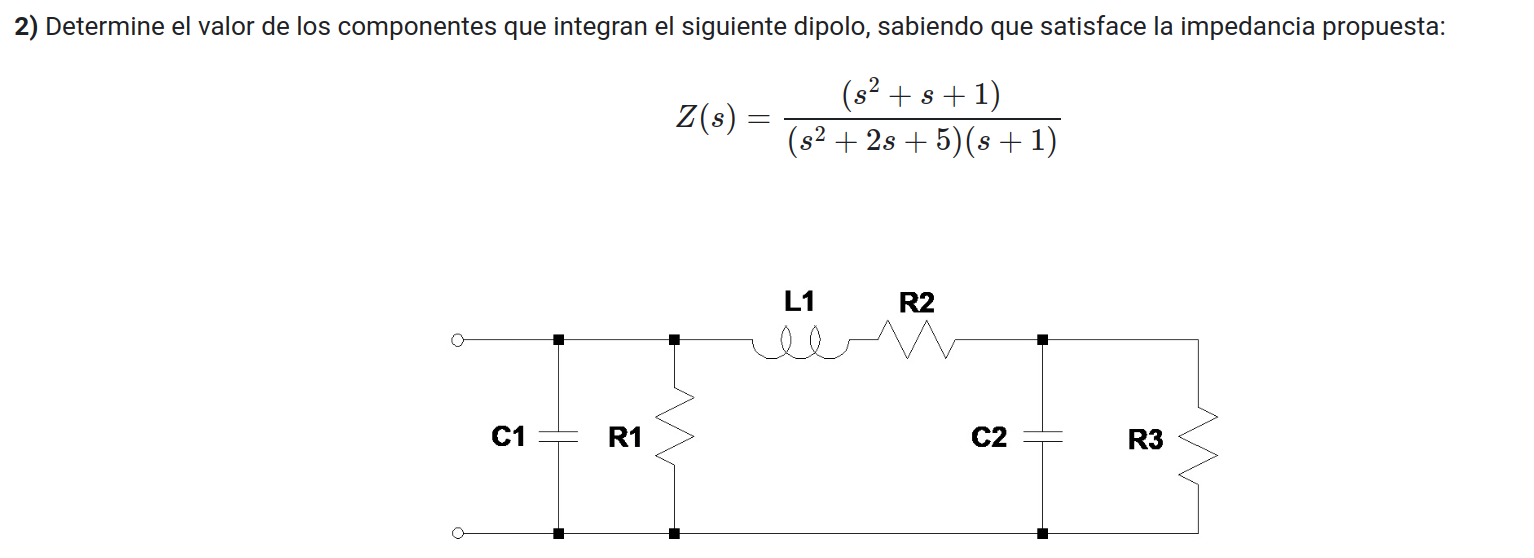 2) Determine el valor de los componentes que integran el siguiente dipolo, sabiendo que satisface la impedancia propuesta:
Z(s) = (s² + s + 1) / (s² + 2s + 5)(s + 1)
L1 R2
C1 R1 C2 R3